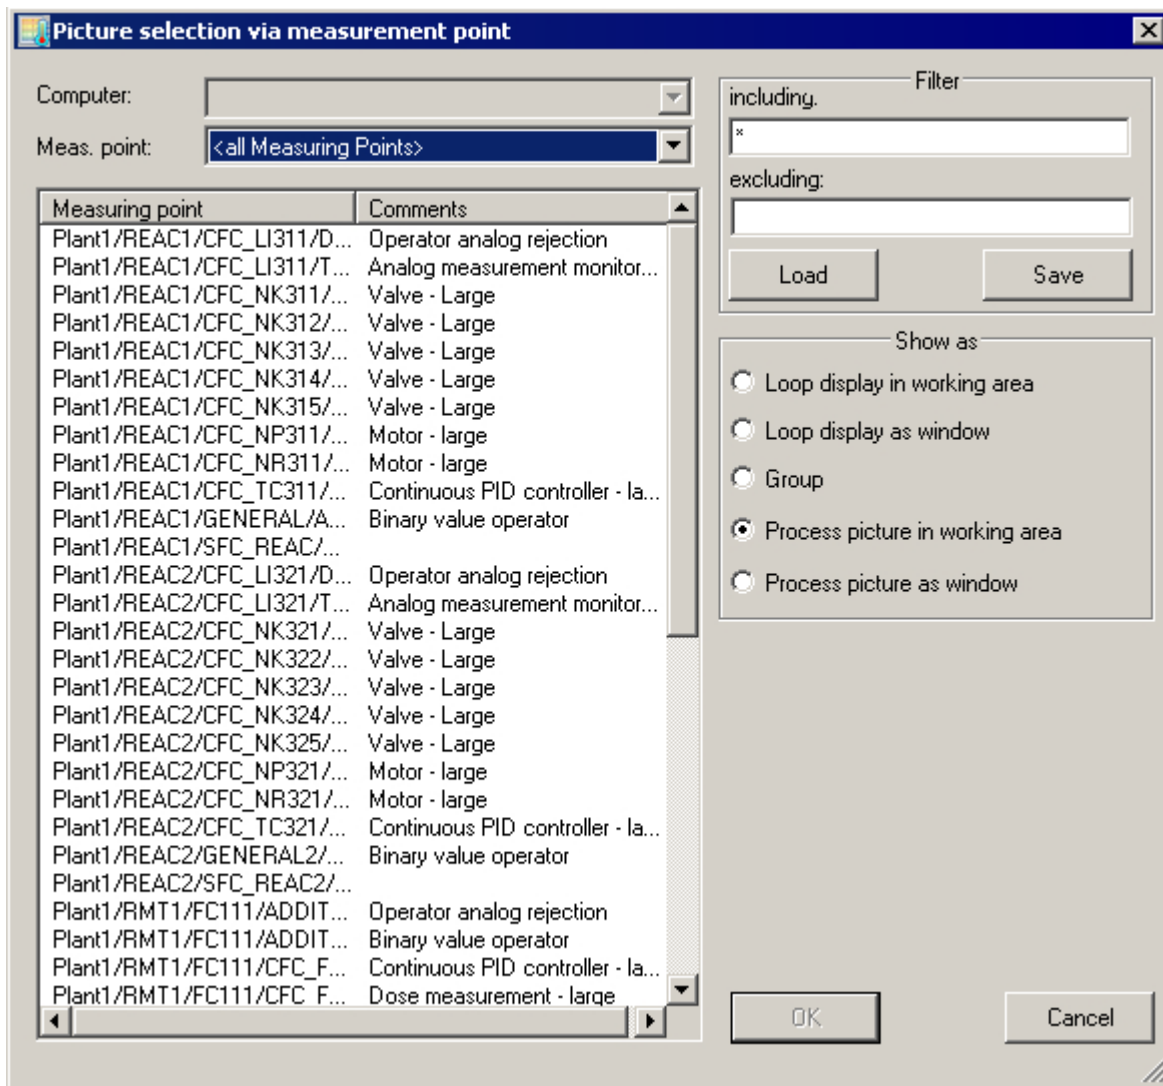 Picture selection via measurement point
Computer:
Meas. point: <all Measuring Points>
Measuring point Comments
Plant1/REAC1/CFC_LI311/D... Operator analog rejection
Plant1/REAC1/CFC_LI311/T... Analog measurement monitor...
Plant1/REAC1/CFC_NK311/... Valve - Large
Plant1/REAC1/CFC_NK312/... Valve - Large
Plant1/REAC1/CFC_NK313/... Valve - Large
Plant1/REAC1/CFC_NK314/... Valve - Large
Plant1/REAC1/CFC_NK315/... Valve - Large
Plant1/REAC1/CFC_NP311/... Motor - large
Plant1/REAC1/CFC_NR311/... Motor - large
Plant1/REAC1/CFC_TC311/... Continuous PID controller - la...
Plant1/REAC1/GENERAL/A... Binary value operator
Plant1/REAC1/SFC_REAC/...
Plant1/REAC2/CFC_LI321/D... Operator analog rejection
Plant1/REAC2/CFC_LI321/T... Analog measurement monitor...
Plant1/REAC2/CFC_NK321/... Valve - Large
Plant1/REAC2/CFC_NK322/... Valve - Large
Plant1/REAC2/CFC_NK323/... Valve - Large
Plant1/REAC2/CFC_NK324/... Valve - Large
Plant1/REAC2/CFC_NK325/... Valve - Large
Plant1/REAC2/CFC_NP321/... Motor - large
Plant1/REAC2/CFC_NR321/... Motor - large
Plant1/REAC2/CFC_TC321/... Continuous PID controller - la...
Plant1/REAC2/GENERAL2/... Binary value operator
Plant1/REAC2/SFC_REAC2/...
Plant1/RMT1/FC111/ADDIT... Operator analog rejection
Plant1/RMT1/FC111/ADDIT... Binary value operator
Plant1/RMT1/FC111/CFC_F... Continuous PID controller - la...
Plant1/RMT1/FC111/CFC_F... Dose measurement - large
Filter
including.
*
excluding:
Load Save
Show as
Loop display in working area
Loop display as window
Group
Process picture in working area
Process picture as window
OK Cancel